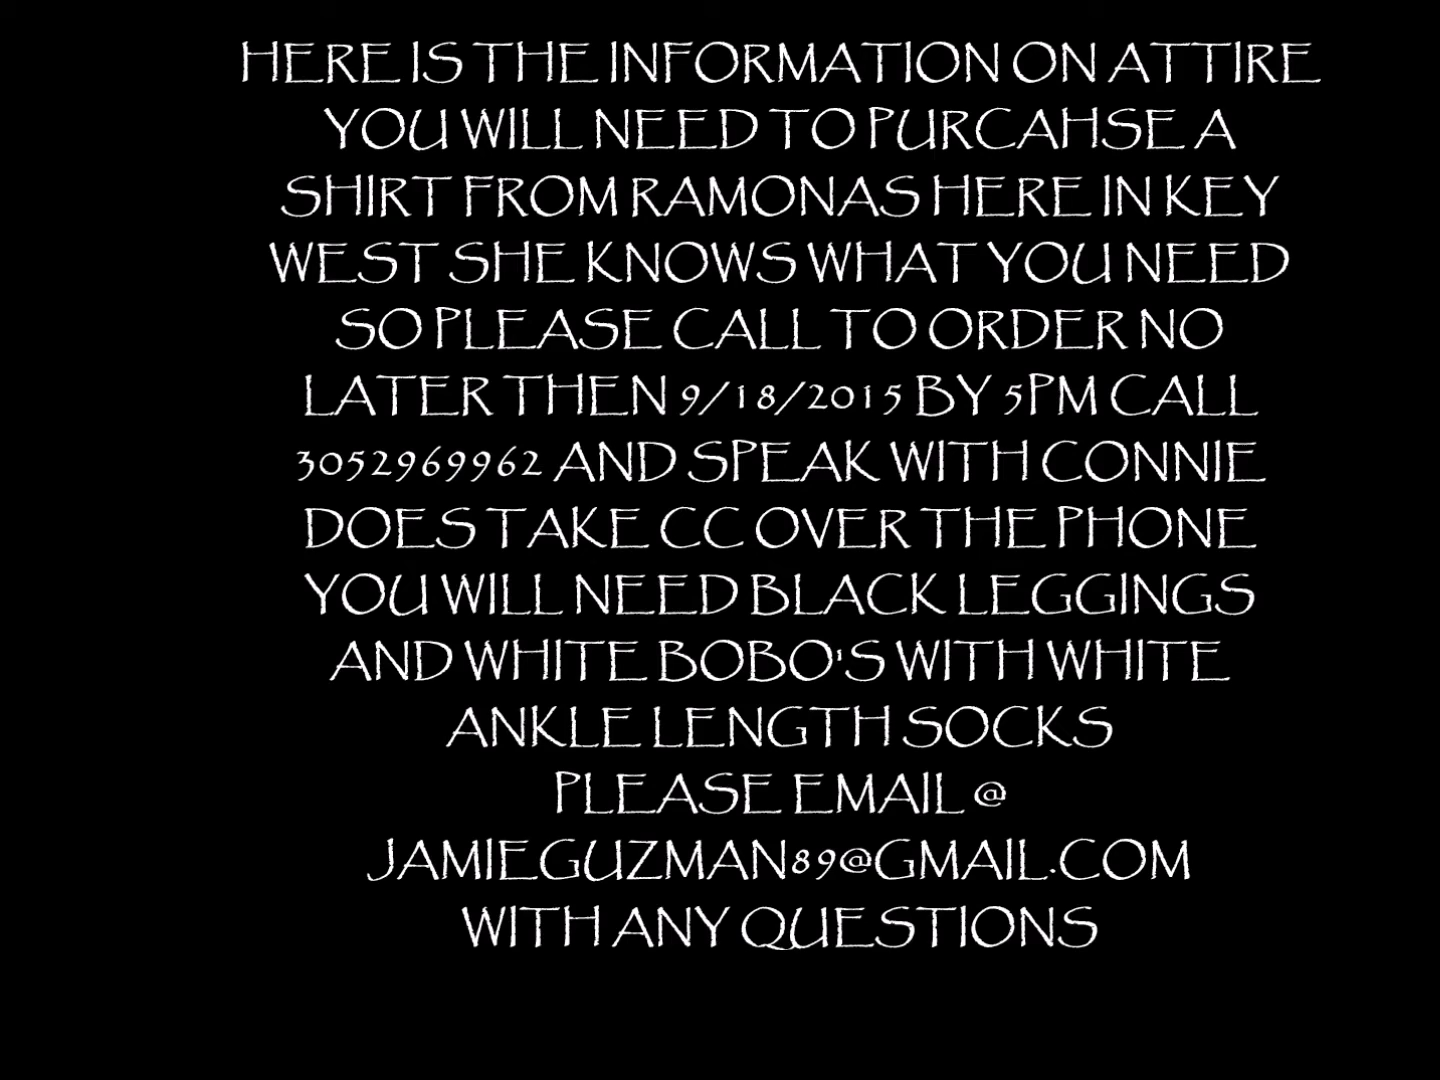 HERE IS THE INFORMATION ON ATTIRE
YOU WILL NEED TO PURCAHSE A
SHIRT FROM RAMONAS HERE IN KEY
WEST SHE KNOWS WHAT YOU NEED
SO PLEASE CALL TO ORDER NO
LATER THEN 9/18/2015 BY 5PM CALL
3052969962 AND SPEAK WITH CONNIE
DOES TAKE CC OVER THE PHONE
YOU WILL NEED BLACK LEGGINGS
AND WHITE BOBO'S WITH WHITE
ANKLE LENGTH SOCKS
PLEASE EMAIL @
JAMIEGUZMAN89@GMAIL.COM
WITH ANY QUESTIONS